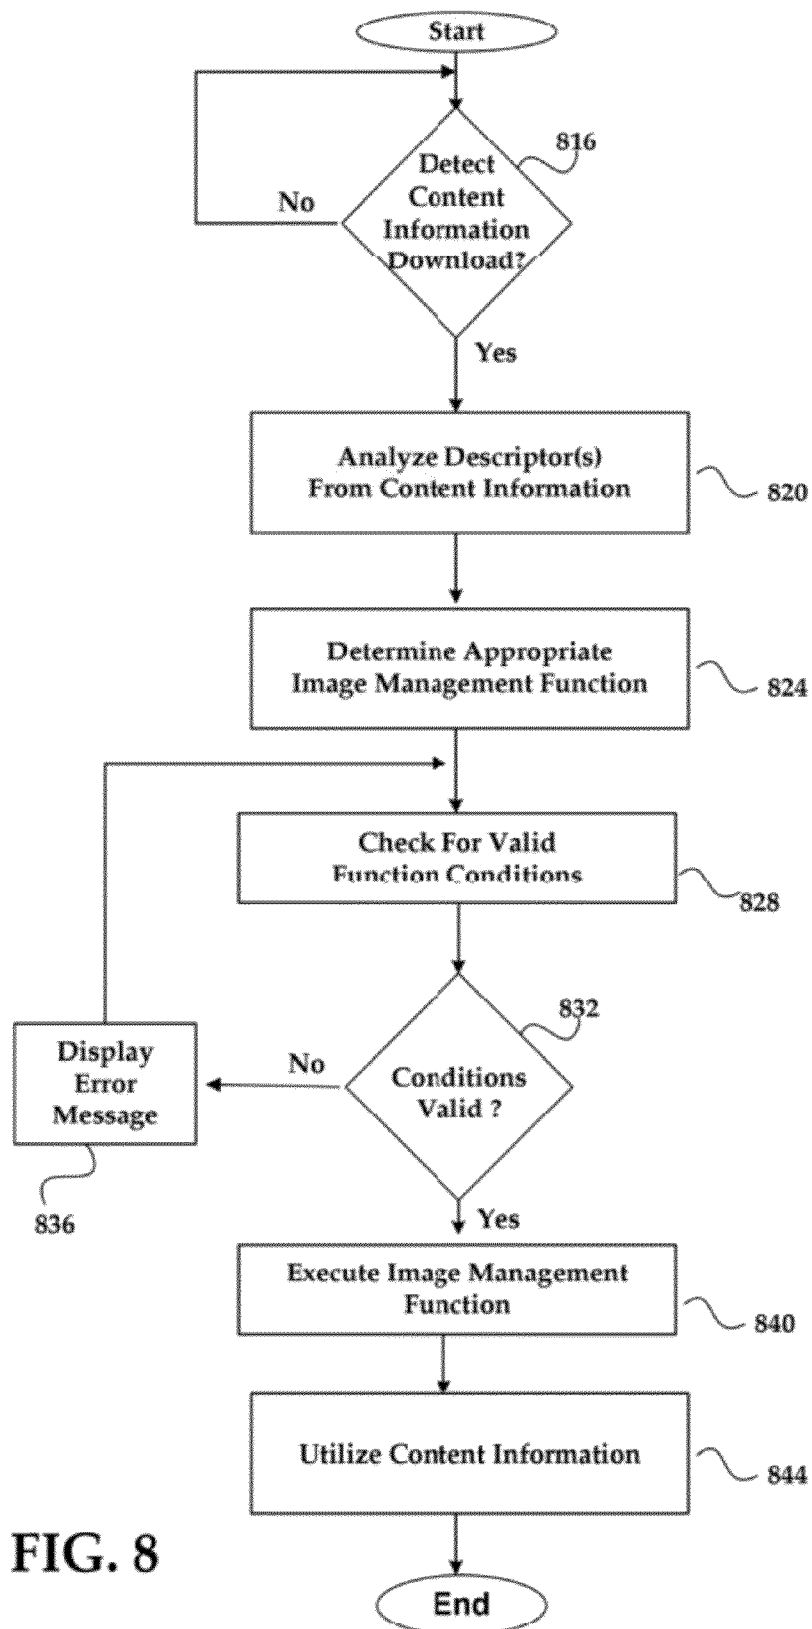 Start
816
Detect
Content
Information
Download?
No
Yes
Analyze Descriptor(s)
From Content Information
820
Determine Appropriate
Image Management Function
824
Check For Valid
Function Conditions
828
832
Conditions
Valid ?
No
Display
Error
Message
836
Yes
Execute Image Management
Function
840
Utilize Content Information
844
FIG. 8
End